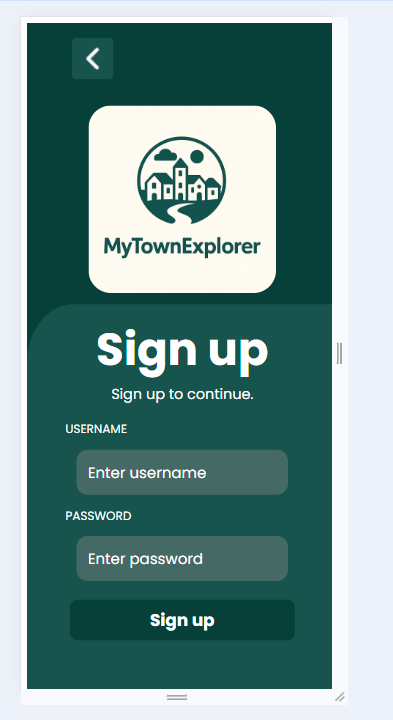 MyTownExplorer
Sign up
Sign up to continue.
USERNAME
Enter username
PASSWORD
Enter password
Sign up